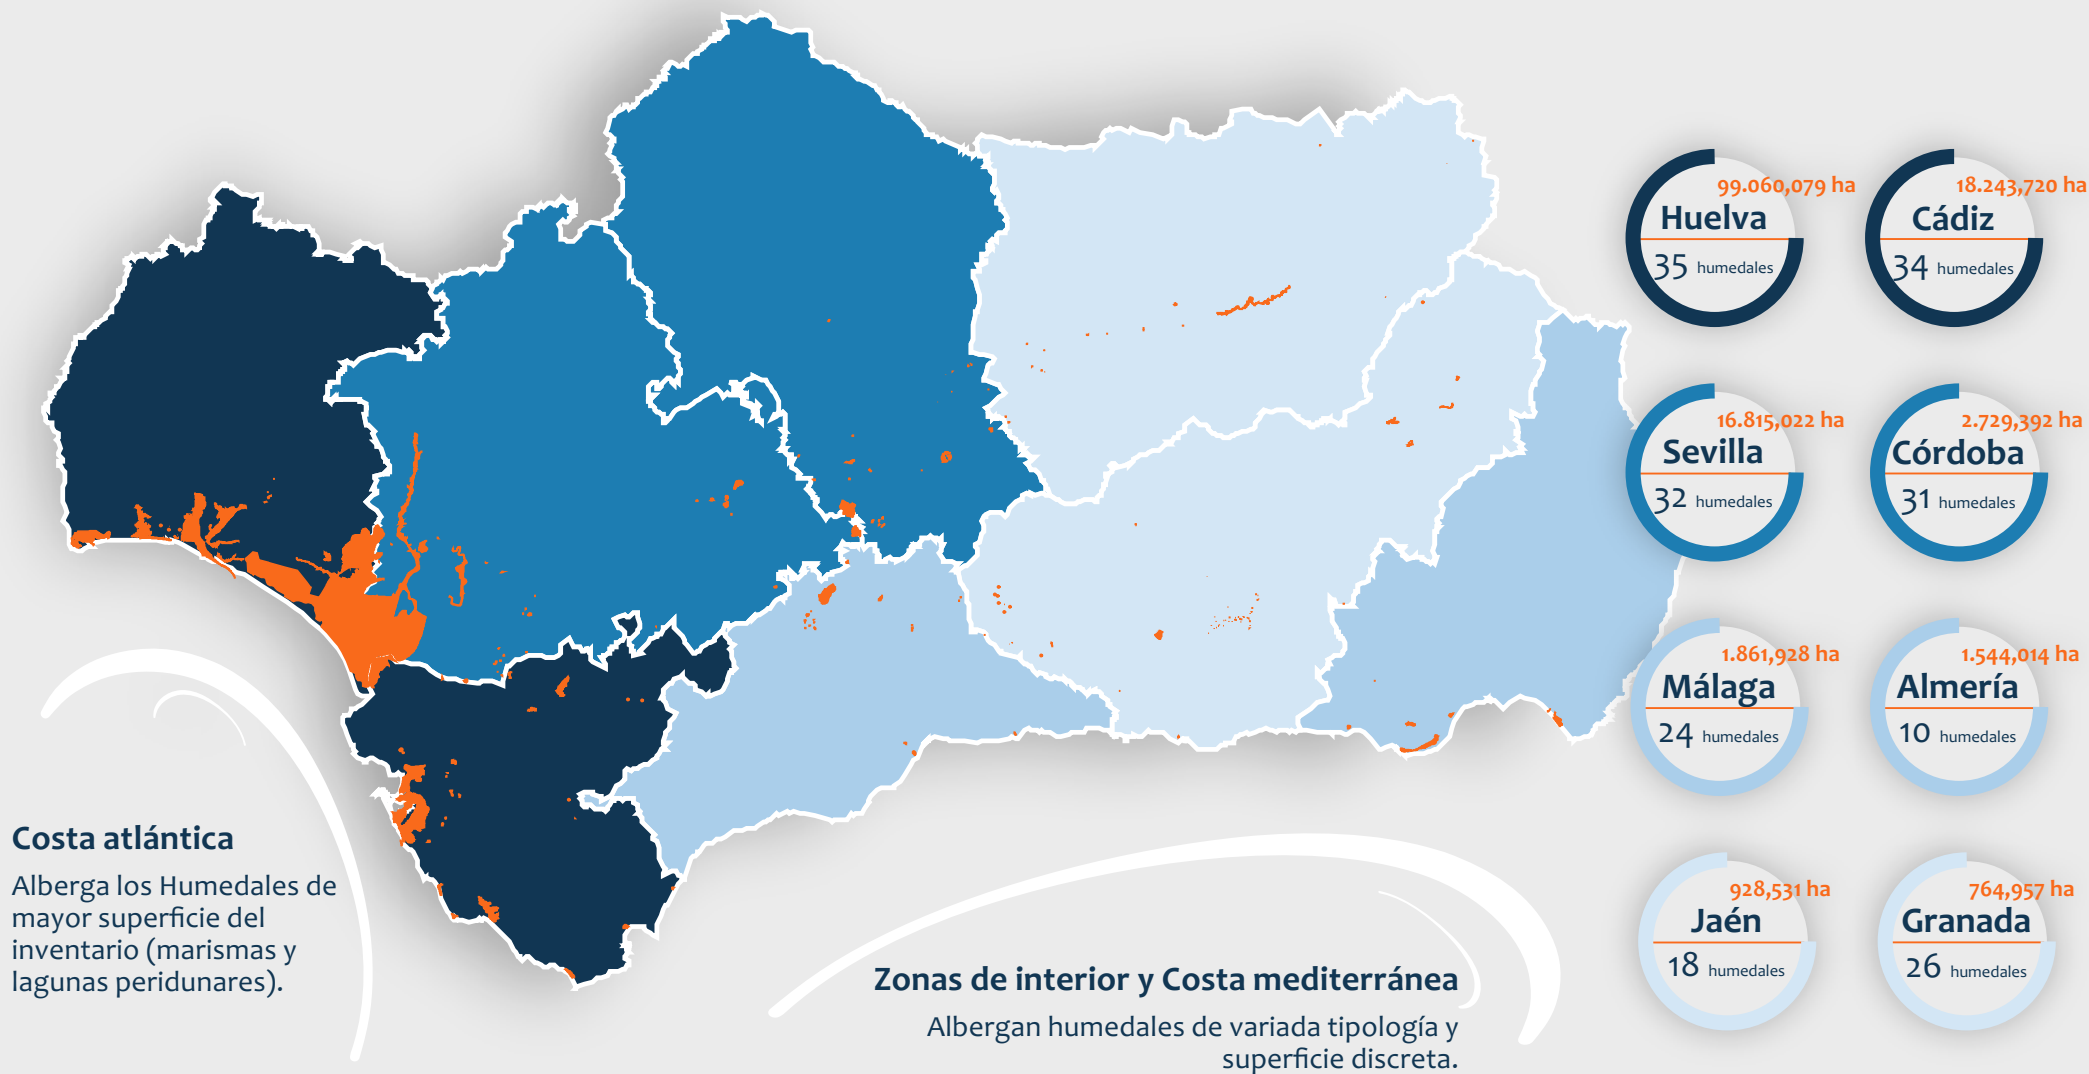 99.060,079 ha
Huelva
35 humedales
18.243,720 ha
Cádiz
34 humedales
16.815,022 ha
Sevilla
32 humedales
2.729,392 ha
Córdoba
31 humedales
1.861,928 ha
Málaga
24 humedales
1.544,014 ha
Almería
10 humedales
928,531 ha
Jaén
18 humedales
764,957 ha
Granada
26 humedales
Costa atlántica
Alberga los Humedales de
mayor superficie del
inventario (marismas y
lagunas peridunares).
Zonas de interior y Costa mediterránea
Albergan humedales de variada tipología y
superficie discreta.